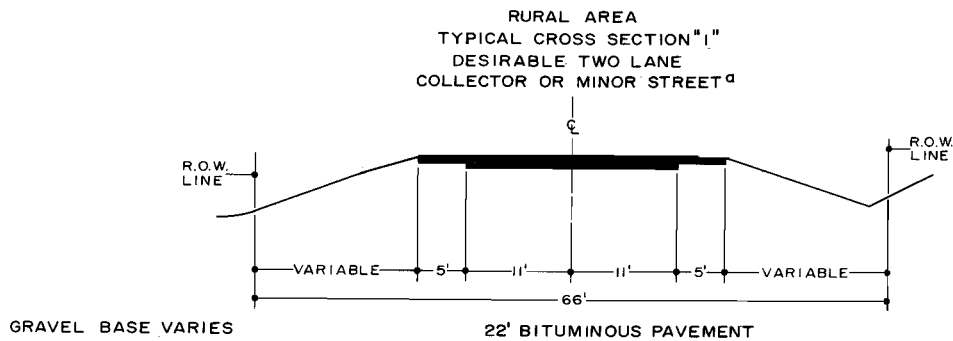 RURAL AREA
TYPICAL CROSS SECTION "I"
DESIRABLE TWO LANE
COLLECTOR OR MINOR STREET a
℄
R.O.W. LINE
R.O.W. LINE
VARIABLE 5' 11' 11' 5' VARIABLE
66'
GRAVEL BASE VARIES 22' BITUMINOUS PAVEMENT